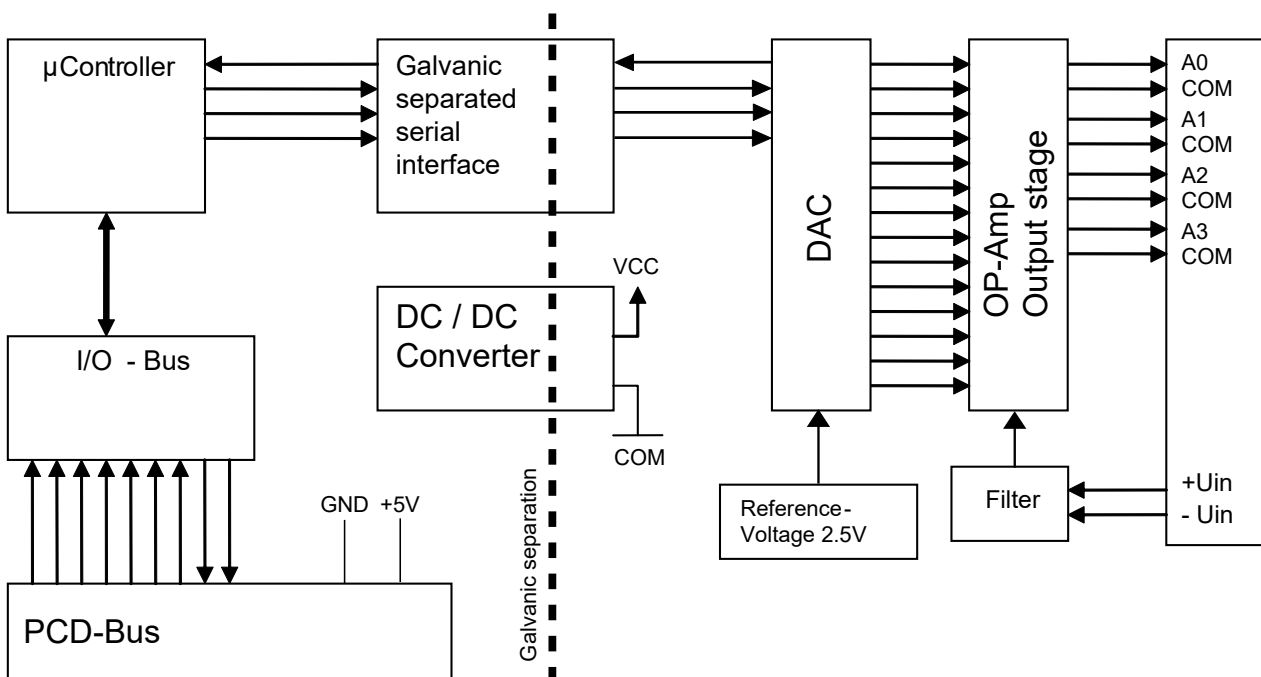 µController
Galvanic
separated
serial
interface
DAC
OP-Amp
Output stage
A0
COM
A1
COM
A2
COM
A3
COM
VCC
DC / DC
Converter
COM
I/O - Bus
GND +5V
PCD-Bus
Galvanic separation
Reference-
Voltage 2.5V
Filter
+Uin
- Uin